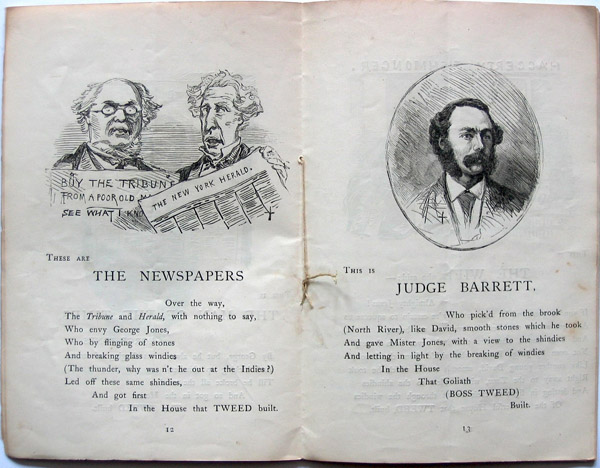 BUY THE TRIBUNE
FROM A POOR OLD
SEE WHAT I
THE NEW YORK HERALD.
These are
THE NEWSPAPERS
Over the way,
The Tribune and Herald, with nothing to say,
Who envy George Jones,
Who by flinging of stones
And breaking glass windies
(The thunder, why was n't he out at the Indies?)
Led off these same shindies,
And got first
In the House that TWEED built.
12
This is
JUDGE BARRETT,
Who pick'd from the brook
(North River), like David, smooth stones which he took
And gave Mister Jones, with a view to the shindies
And letting in light by the breaking of windies
In the House
That Goliath
(BOSS TWEED)
Built.
13